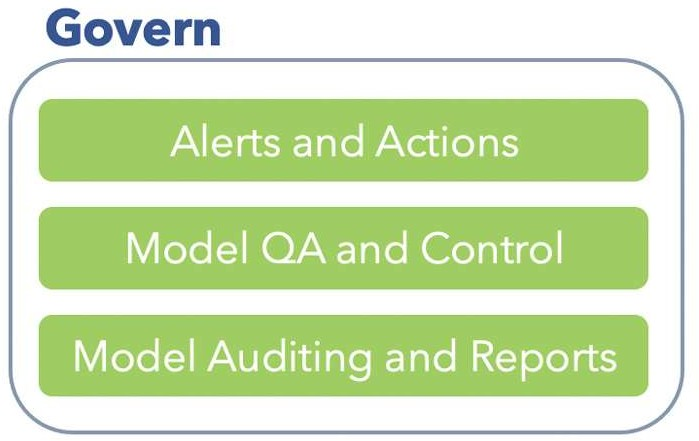 Govern
Alerts and Actions
Model QA and Control
Model Auditing and Reports